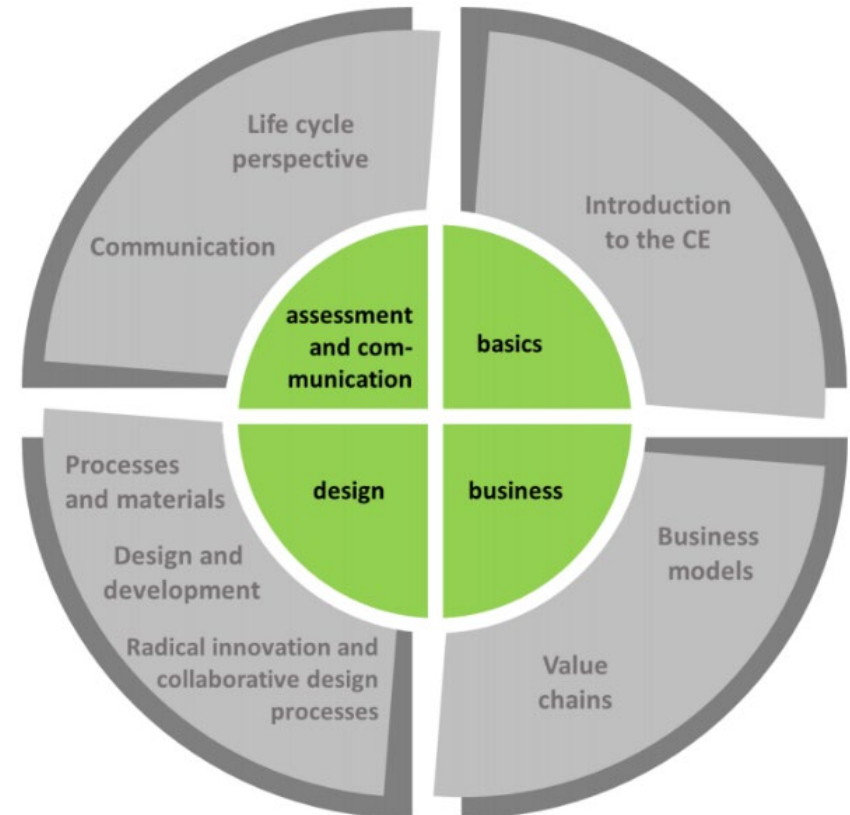 Life cycle
perspective
Communication
Introduction
to the CE
assessment
and com-
munication
basics
design
business
Processes
and materials
Design and
development
Radical innovation and
collaborative design
processes
Business
models
Value
chains